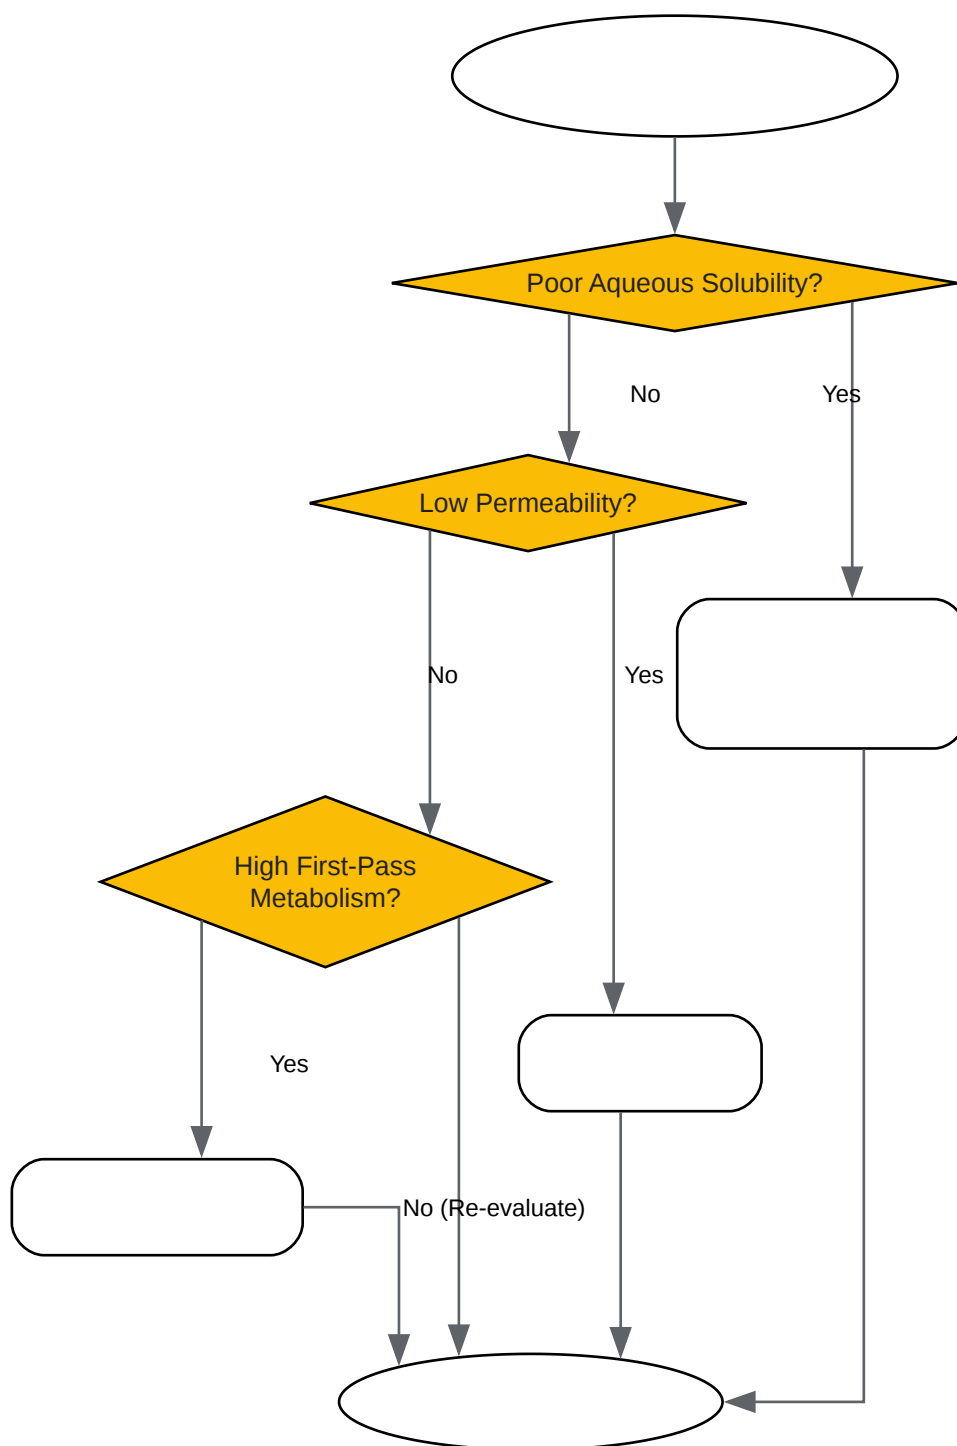 Poor Aqueous Solubility?
No
Yes
Low Permeability?
No
Yes
High First-Pass
Metabolism?
Yes
No (Re-evaluate)